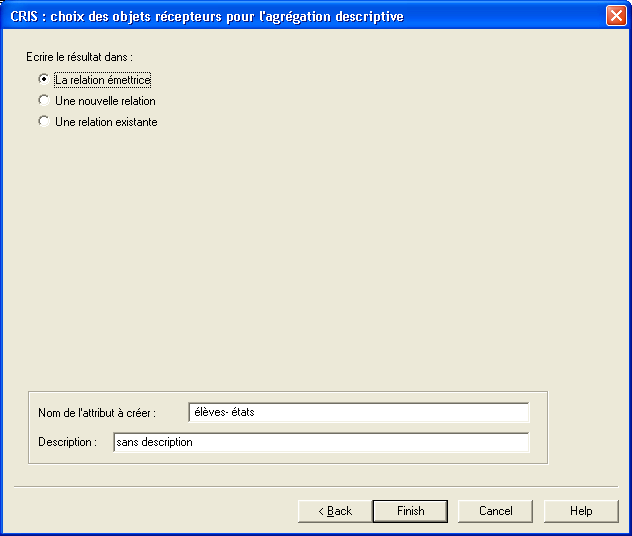 CRIS : choix des objets récepteurs pour l'agrégation descriptive
Ecrire le résultat dans :
La relation émettrice
Une nouvelle relation
Une relation existante
Nom de l'attribut à créer : élèves- états
Description : sans description
< Back Finish Cancel Help